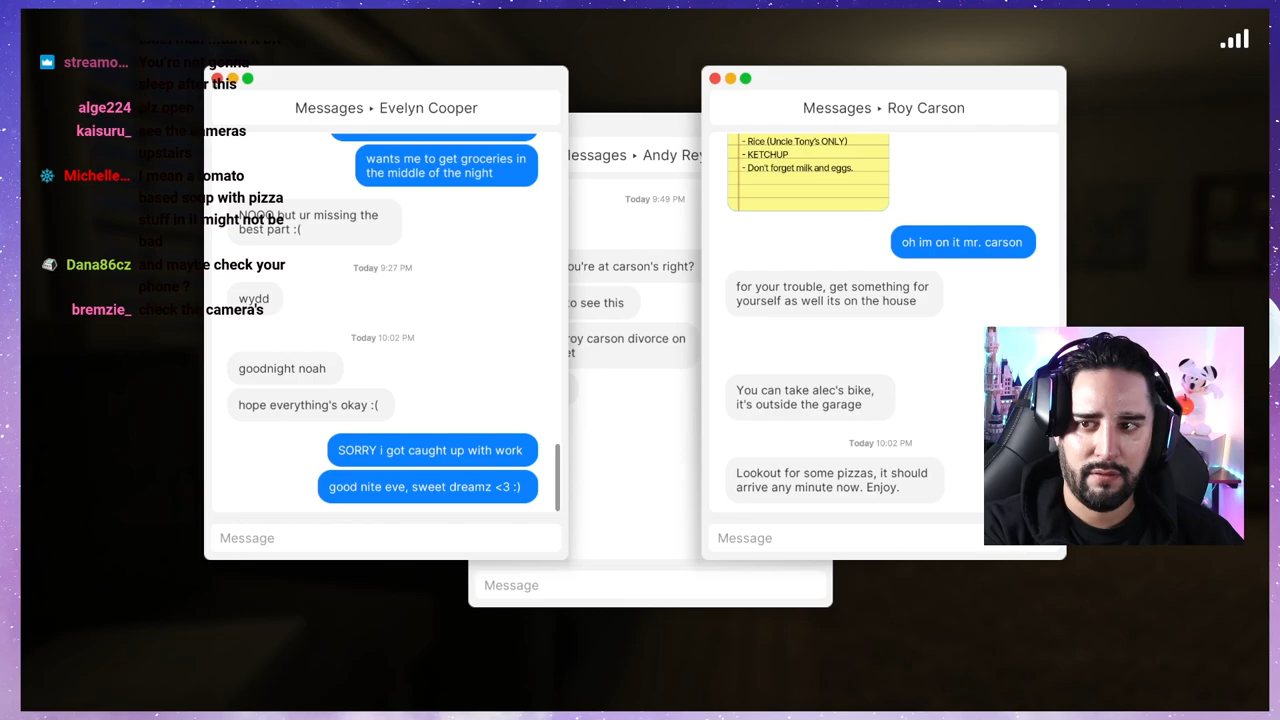 streamo...
You're not gonna
sleep after this
alge224
plz open
kaisuru_
see the cameras
upstairs
Michelle...
I mean a tomato
based soup with pizza
stuff in it might not be
bad
Dana86cz
and maybe check your
phone ?
bremzie_
check the camera's
Messages ‣ Evelyn Cooper
wants me to get groceries in
the middle of the night
NOOO but ur missing the
best part :(
Today 9:27 PM
wydd
Today 10:02 PM
goodnight noah
hope everything's okay :(
SORRY i got caught up with work
good nite eve, sweet dreamz <3 :)
Message
Messages ‣ Andy Rey
Today 9:49 PM
you're at carson's right?
to see this
roy carson divorce on
et
Message
Messages ‣ Roy Carson
- Rice (Uncle Tony's ONLY)
- KETCHUP
- Don't forget milk and eggs.
oh im on it mr. carson
for your trouble, get something for
yourself as well its on the house
You can take alec's bike,
it's outside the garage
Today 10:02 PM
Lookout for some pizzas, it should
arrive any minute now. Enjoy.
Message